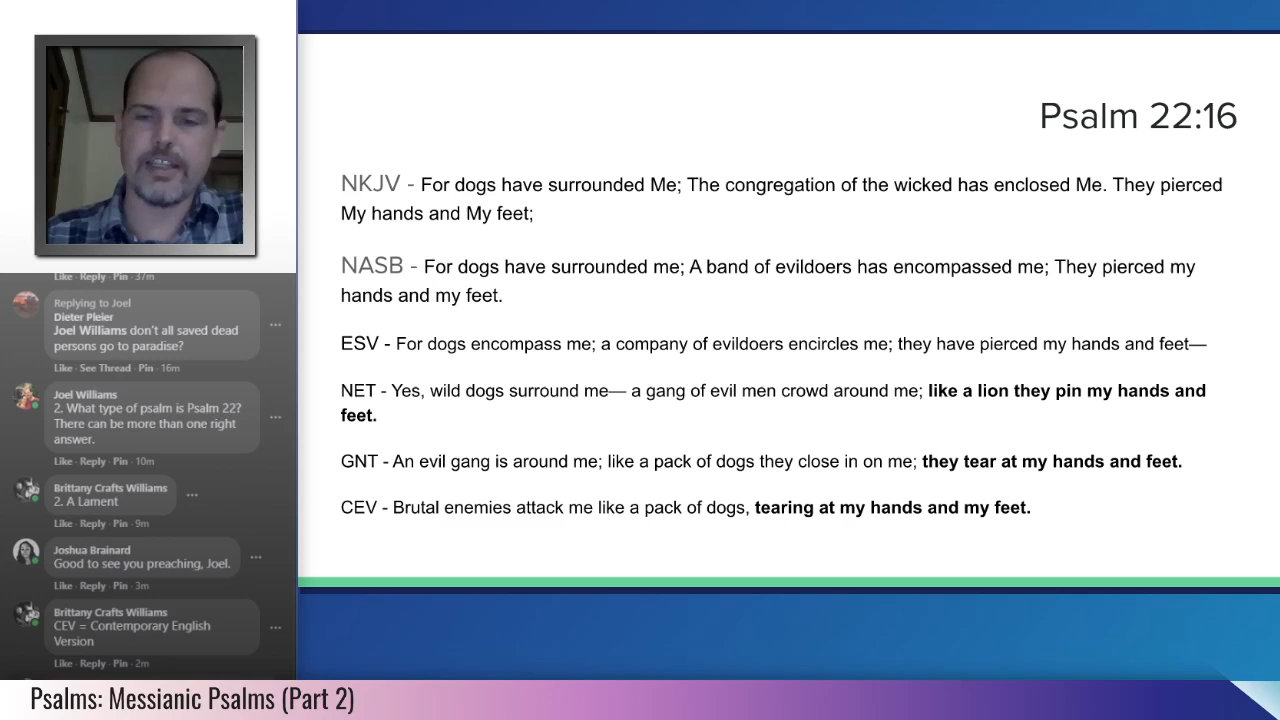 Like · Reply · Pin · 37m
Replying to Joel
Dieter Pleier
Joel Williams don't all saved dead
persons go to paradise?
Like · See Thread · Pin · 16m
Joel Williams
2. What type of psalm is Psalm 22?
There can be more than one right
answer.
Like · Reply · Pin · 10m
Brittany Crafts Williams
2. A Lament
Like · Reply · Pin · 9m
Joshua Brainard
Good to see you preaching, Joel.
Like · Reply · Pin · 3m
Brittany Crafts Williams
CEV = Contemporary English
Version
Like · Reply · Pin · 2m
Psalm 22:16
NKJV - For dogs have surrounded Me; The congregation of the wicked has enclosed Me. They pierced
My hands and My feet;
NASB - For dogs have surrounded me; A band of evildoers has encompassed me; They pierced my
hands and my feet.
ESV - For dogs encompass me; a company of evildoers encircles me; they have pierced my hands and feet—
NET - Yes, wild dogs surround me— a gang of evil men crowd around me; like a lion they pin my hands and
feet.
GNT - An evil gang is around me; like a pack of dogs they close in on me; they tear at my hands and feet.
CEV - Brutal enemies attack me like a pack of dogs, tearing at my hands and my feet.
Psalms: Messianic Psalms (Part 2)